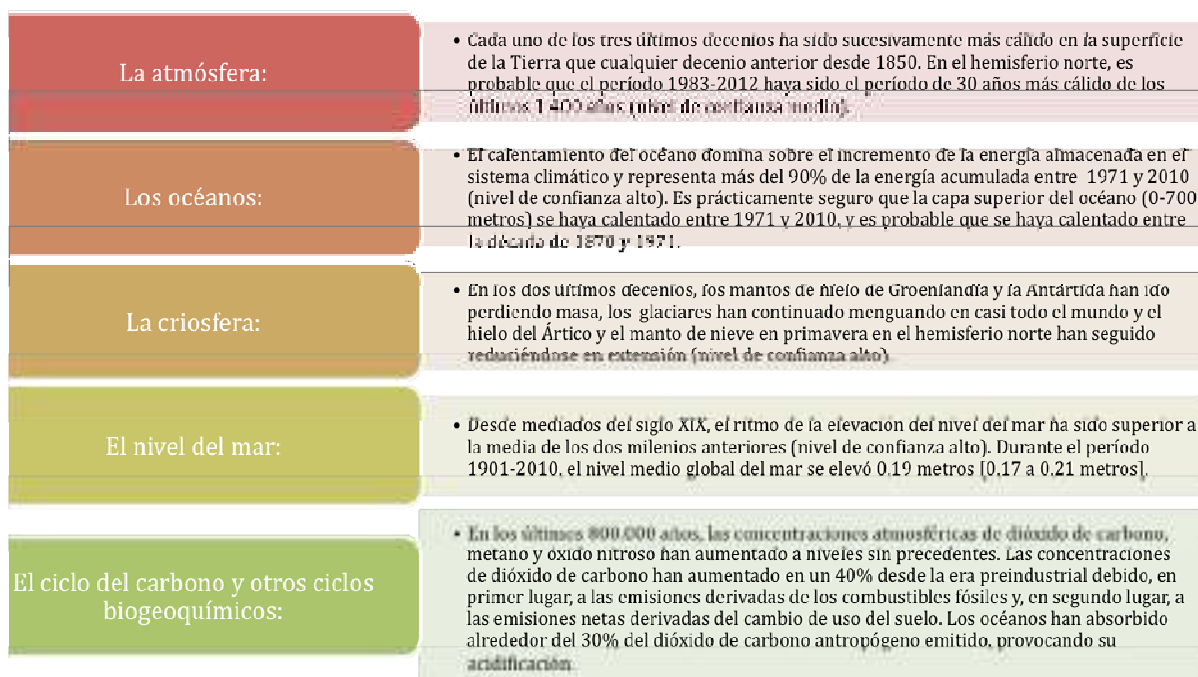 La atmósfera:
• Cada uno de los tres últimos decenios ha sido sucesivamente más cálido en la superficie
de la Tierra que cualquier decenio anterior desde 1850. En el hemisferio norte, es
probable que el período 1983-2012 haya sido el período de 30 años más cálido de los
últimos 1.400 años (nivel de confianza medio).
Los océanos:
• El calentamiento del océano domina sobre el incremento de la energía almacenada en el
sistema climático y representa más del 90% de la energía acumulada entre 1971 y 2010
(nivel de confianza alto). Es prácticamente seguro que la capa superior del océano (0-700
metros) se haya calentado entre 1971 y 2010, y es probable que se haya calentado entre
la década de 1870 y 1971.
La criosfera:
• En los dos últimos decenios, los mantos de hielo de Groenlandia y la Antártida han ido
perdiendo masa, los glaciares han continuado menguando en casi todo el mundo y el
hielo del Ártico y el manto de nieve en primavera en el hemisferio norte han seguido
reduciéndose en extensión (nivel de confianza alto).
El nivel del mar:
• Desde mediados del siglo XIX, el ritmo de la elevación del nivel del mar ha sido superior a
la media de los dos milenios anteriores (nivel de confianza alto). Durante el período
1901-2010, el nivel medio global del mar se elevó 0,19 metros [0,17 a 0,21 metros].
El ciclo del carbono y otros ciclos
biogeoquímicos:
• En los últimos 800.000 años, las concentraciones atmosféricas de dióxido de carbono,
metano y óxido nitroso han aumentado a niveles sin precedentes. Las concentraciones
de dióxido de carbono han aumentado en un 40% desde la era preindustrial debido, en
primer lugar, a las emisiones derivadas de los combustibles fósiles y, en segundo lugar, a
las emisiones netas derivadas del cambio de uso del suelo. Los océanos han absorbido
alrededor del 30% del dióxido de carbono antropógeno emitido, provocando su
acidificación